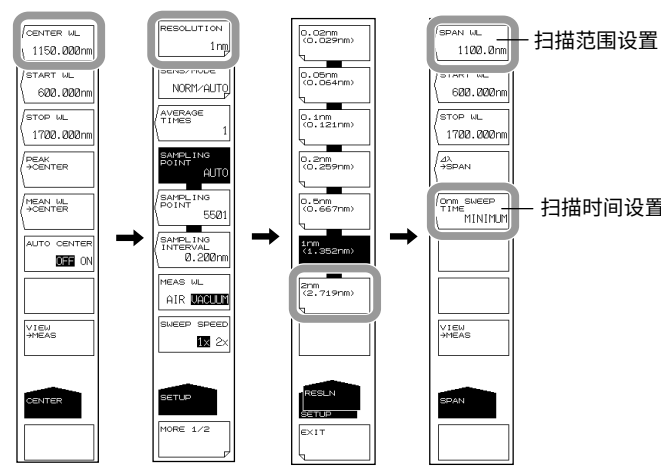 CENTER WL
1150.000nm
START WL
600.000nm
STOP WL
1700.000nm
PEAK
→CENTER
MEAN WL
→CENTER
AUTO CENTER
OFF ON
VIEW
→MEAS
CENTER
RESOLUTION
1nm
SENS/MODE
NORM/AUTO
AVERAGE
TIMES
1
SAMPLING
POINT
AUTO
SAMPLING
POINT
5501
SAMPLING
INTERVAL
0.200nm
MEAS WL
AIR VACUUM
SWEEP SPEED
1x 2x
SETUP
MORE 1/2
0.02nm
(0.029nm)
0.05nm
(0.064nm)
0.1nm
(0.121nm)
0.2nm
(0.259nm)
0.5nm
(0.667nm)
1nm
(1.352nm)
2nm
(2.719nm)
RESLN
SETUP
EXIT
SPAN WL
1100.0nm
START WL
600.000nm
STOP WL
1700.000nm
Δλ
→SPAN
0nm SWEEP
TIME
MINIMUM
VIEW
→MEAS
SPAN
扫描范围设置
扫描时间设置